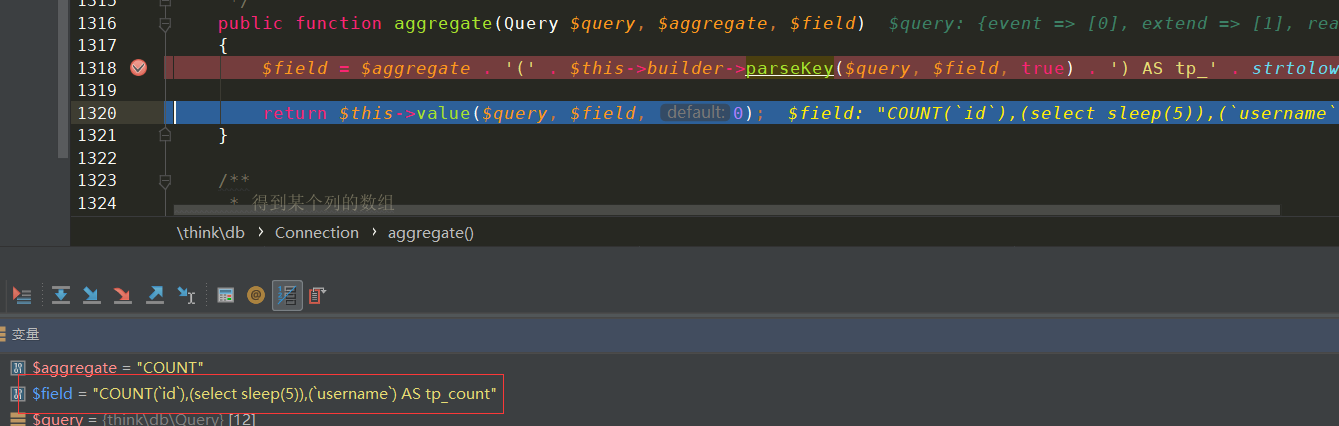 1315 */
1316 public function aggregate(Query $query, $aggregate, $field) $query: {event => [0], extend => [1], rea
1317 {
1318 $field = $aggregate . '(' . $this->builder->parseKey($query, $field, true) . ') AS tp_' . strtolow
1319
1320 return $this->value($query, $field, default: 0); $field: "COUNT(`id`),(select sleep(5)),(`username`
1321 }
1322
1323 /**
1324 * 得到某个列的数组
\think\db › Connection › aggregate()
变量
$aggregate = "COUNT"
$field = "COUNT(`id`),(select sleep(5)),(`username`) AS tp_count"
$query = {think\db\Query} [12]